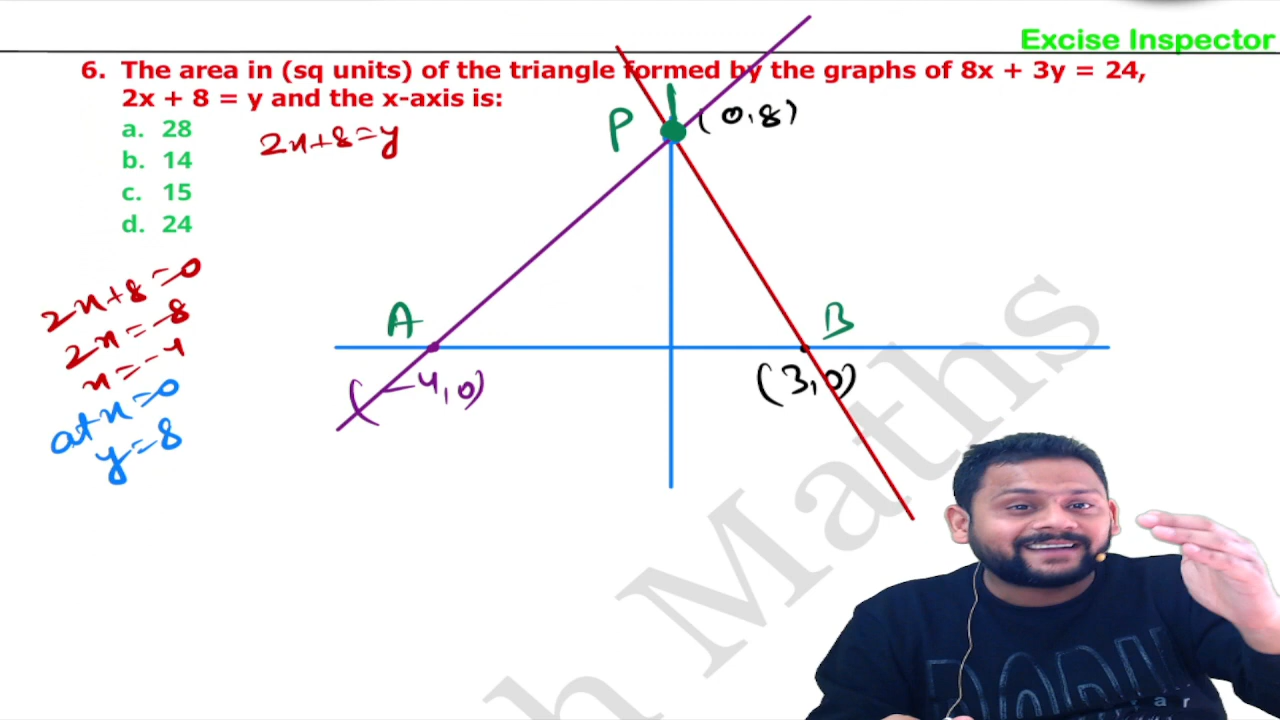 Excise Inspector
6. The area in (sq units) of the triangle formed by the graphs of 8x + 3y = 24,
2x + 8 = y and the x-axis is:
a. 28
b. 14
c. 15
d. 24
2x+8=y
P
(0,8)
2x+8=0
2x=-8
x=-4
at x=0
y=8
A
B
(-4,0)
(3,0)
h Maths